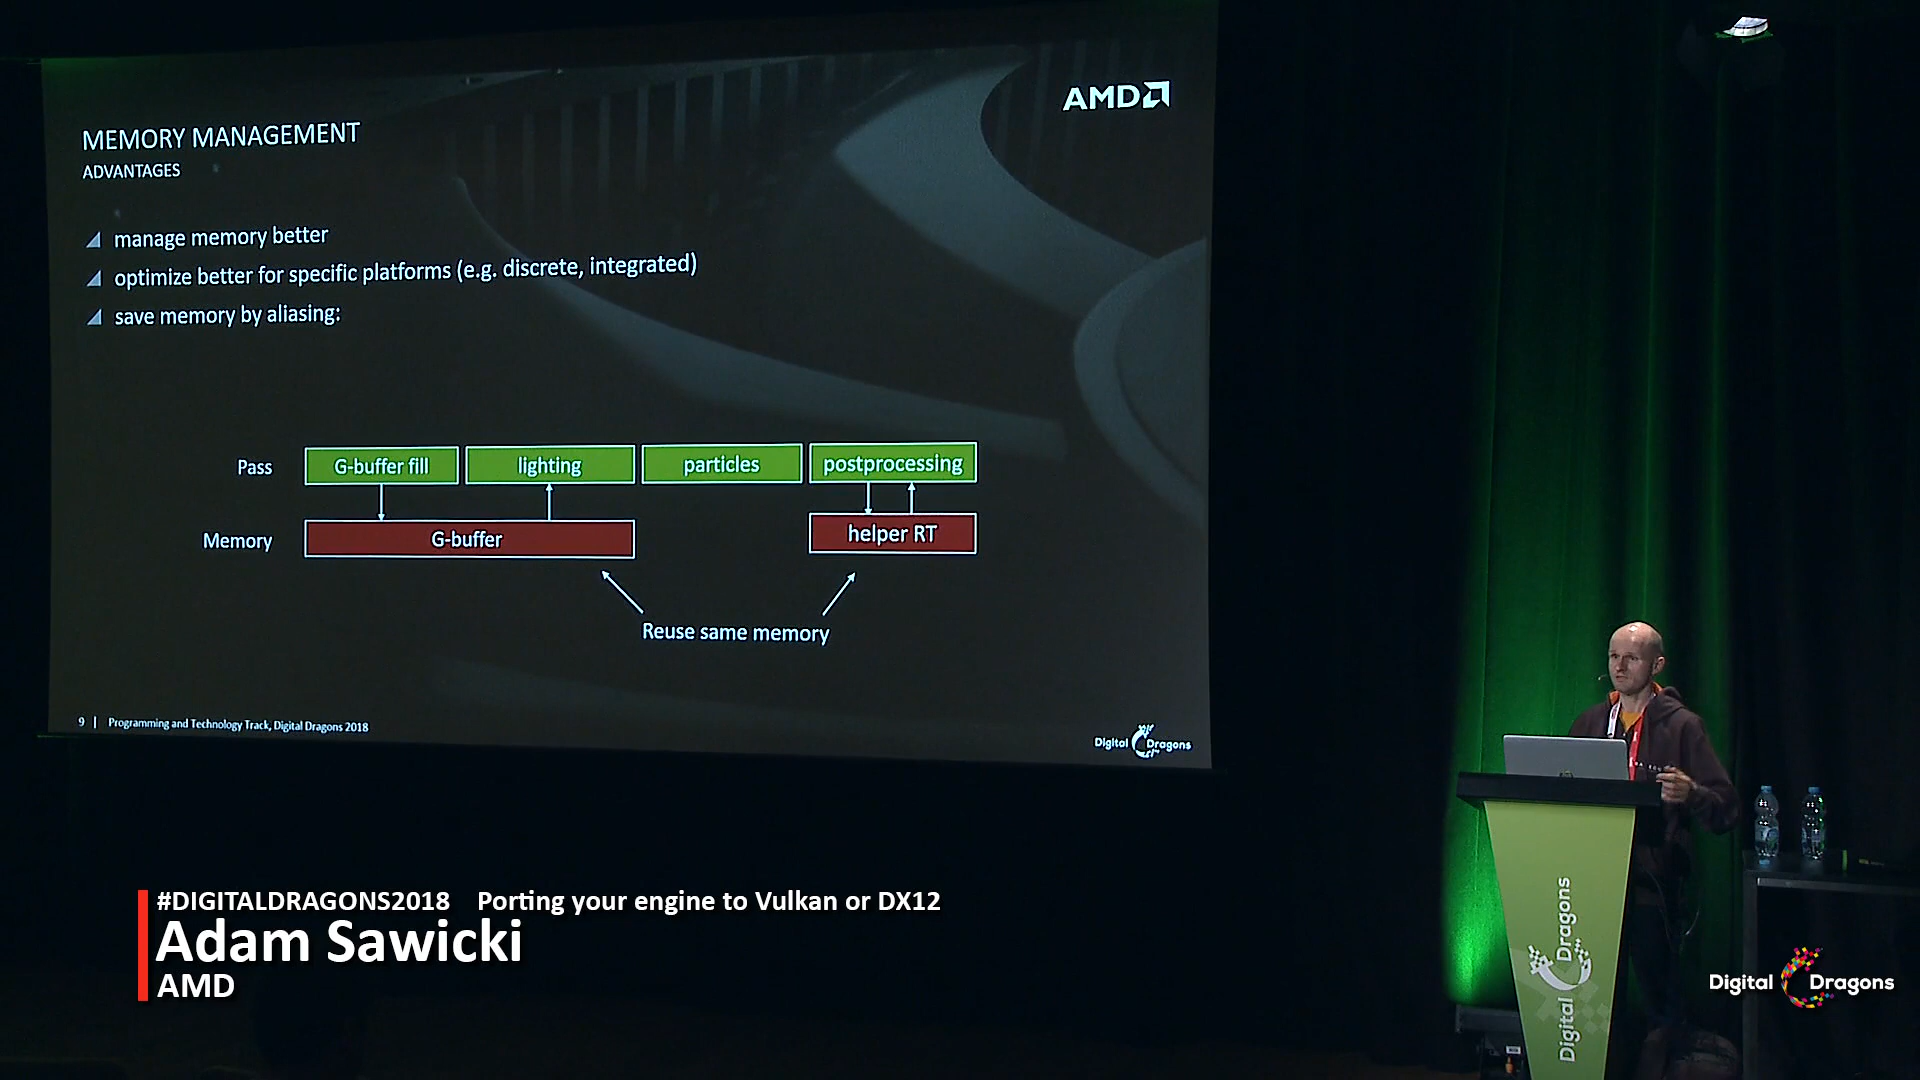 AMD
MEMORY MANAGEMENT
ADVANTAGES
manage memory better
optimize better for specific platforms (e.g. discrete, integrated)
save memory by aliasing:
Pass
G-buffer fill
lighting
particles
postprocessing
Memory
G-buffer
helper RT
Reuse same memory
9 | Programming and Technology Track, Digital Dragons 2018
Digital Dragons
Digital Dragons
#DIGITALDRAGONS2018 Porting your engine to Vulkan or DX12
Adam Sawicki
AMD
Digital Dragons